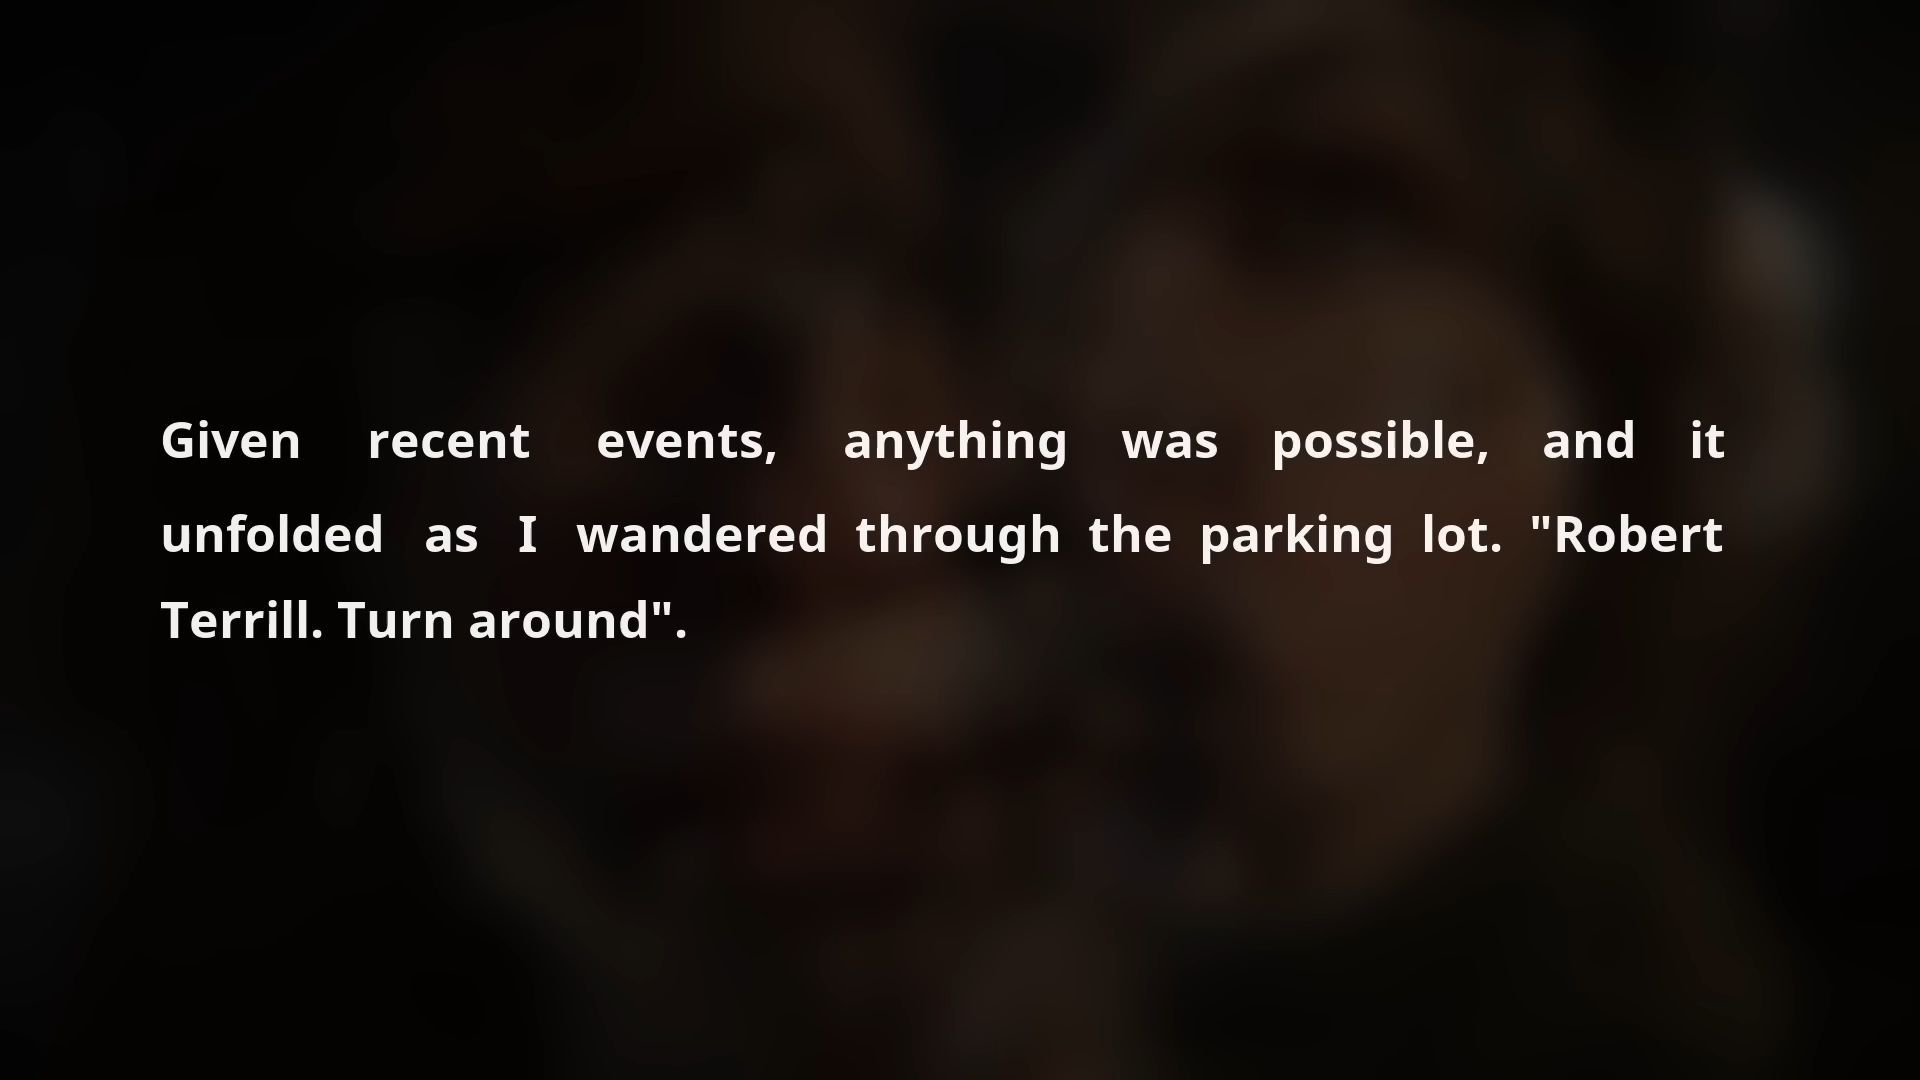 Given recent events, anything was possible, and it
unfolded as I wandered through the parking lot. "Robert
Terrill. Turn around".